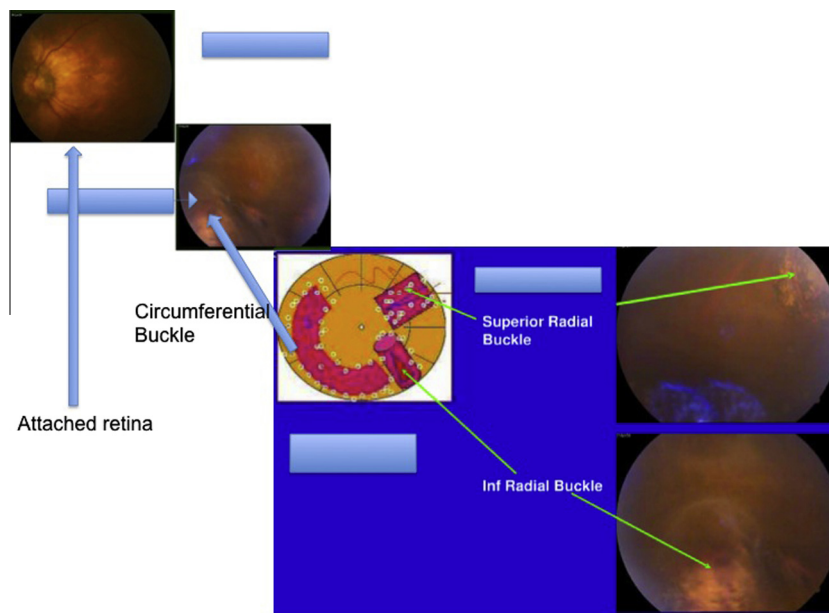 Circumferential
Buckle
Superior Radial
Buckle
Attached retina
Inf Radial Buckle